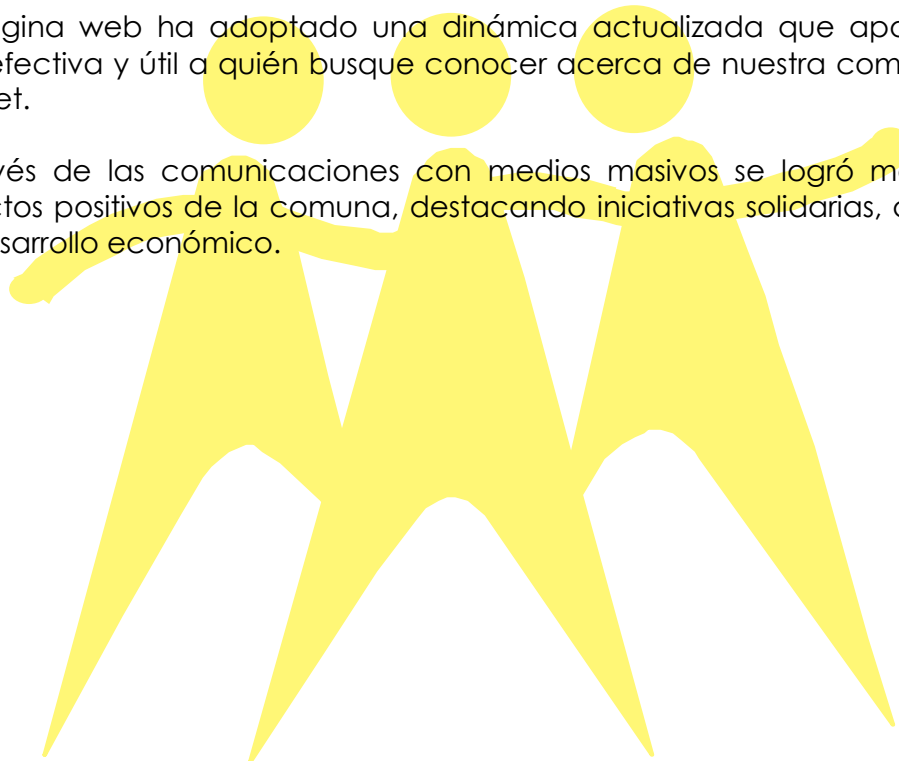 gina web ha adoptado una dinámica actualizada que apo
efectiva y útil a quién busque conocer acerca de nuestra com
et.
vés de las comunicaciones con medios masivos se logró m
ctos positivos de la comuna, destacando iniciativas solidarias,
sarrollo económico.